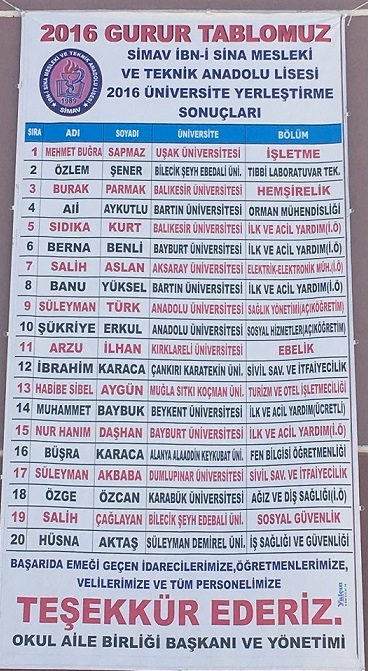 2016 GURUR TABLOMUZ
SİMAV İBN-İ SİNA MESLEKİ
VE TEKNİK ANADOLU LİSESİ
2016 ÜNİVERSİTE YERLEŞTİRME
SONUÇLARI
SİMAV İBNİ SİNA MESLEKİ VE TEKNİK ANADOLU LİSESİ
1989
SİMAV
SIRA ADI SOYADI ÜNİVERSİTE BÖLÜM
1 MEHMET BUĞRA SAPMAZ UŞAK ÜNİVERSİTESİ İŞLETME
2 ÖZLEM ŞENER BİLECİK ŞEYH EBEDALİ ÜNİ. TIBBİ LABORATUVAR TEK.
3 BURAK PARMAK BALIKESİR ÜNİVERSİTESİ HEMŞİRELİK
4 Alİ AYKUTLU BARTIN ÜNİVERSİTESİ ORMAN MÜHENDİSLİĞİ
5 SIDIKA KURT BALIKESİR ÜNİVERSİTESİ İLK VE ACİL YARDIM(İ.Ö)
6 BERNA BENLİ BAYBURT ÜNİVERSİTESİ İLK VE ACİL YARDIM(İ.Ö)
7 SALİH ASLAN AKSARAY ÜNİVERSİTESİ ELEKTRİK-ELEKTRONİK MÜH.(İ.Ö)
8 BANU YÜKSEL BARTIN ÜNİVERSİTESİ İLK VE ACİL YARDIM(İ.Ö)
9 SÜLEYMAN TÜRK ANADOLU ÜNİVERSİTESİ SAĞLIK YÖNETİMİ(AÇIKÖĞRETİM)
10 ŞÜKRİYE ERKUL ANADOLU ÜNİVERSİTESİ SOSYAL HİZMETLER(AÇIKÖĞRETİM)
11 ARZU İLHAN KIRKLARELİ ÜNİVERSİTESİ EBELİK
12 İBRAHİM KARACA ÇANKIRI KARATEKİN ÜNİ. SİVİL SAV. VE İTFAİYECİLİK
13 HABİBE SİBEL AYGÜN MUĞLA SITKI KOÇMAN ÜNİ. TURİZM VE OTEL İŞLETMECİLİĞİ
14 MUHAMMET BAYBUK BEYKENT ÜNİVERSİTESİ İLK VE ACİL YARDIM(ÜCRETLİ)
15 NUR HANIM DAŞHAN BAYBURT ÜNİVERSİTESİ İLK VE ACİL YARDIM(İ.Ö)
16 BÜŞRA KARACA ALANYA ALAADDİN KEYKUBAT ÜNİ. FEN BİLGİSİ ÖĞRETMENLİĞİ
17 SÜLEYMAN AKBABA DUMLUPINAR ÜNİVERSİTESİ SİVİL SAV. VE İTFAİYECİLİK
18 ÖZGE ÖZCAN KARABÜK ÜNİVERSİTESİ AĞIZ VE DİŞ SAĞLIĞI(İ.Ö)
19 SALİH ÇAĞLAYAN BİLECİK ŞEYH EDEBALİ ÜNİ. SOSYAL GÜVENLİK
20 HÜSNA AKTAŞ SÜLEYMAN DEMİREL ÜNİ. İŞ SAĞLIĞI VE GÜVENLİĞİ
BAŞARIDA EMEĞİ GEÇEN İDARECİLERİMİZE,ÖĞRETMENLERİMİZE,
VELİLERİMİZE VE TÜM PERSONELİMİZE
TEŞEKKÜR EDERİZ.
OKUL AİLE BİRLİĞİ BAŞKANI VE YÖNETİMİ